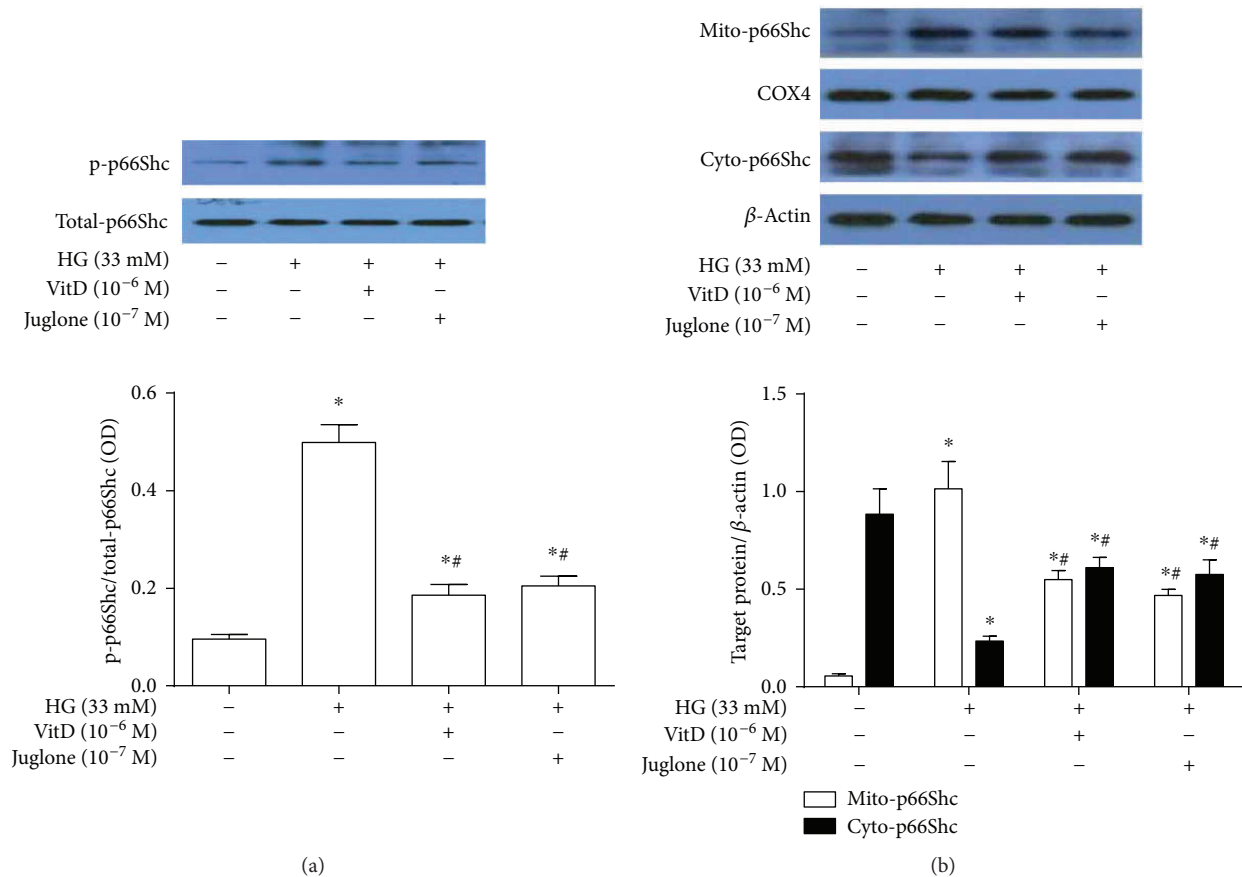 p-p66Shc
Total-p66Shc
HG (33 mM) − + + +
VitD (10⁻⁶ M) − − + −
Juglone (10⁻⁷ M) − − − +
p-p66Shc/total-p66Shc (OD)
0.6
0.4
0.2
0.0
*
*#
*#
HG (33 mM) − + + +
VitD (10⁻⁶ M) − − + −
Juglone (10⁻⁷ M) − − − +
(a)
Mito-p66Shc
COX4
Cyto-p66Shc
β-Actin
HG (33 mM) − + + +
VitD (10⁻⁶ M) − − + −
Juglone (10⁻⁷ M) − − − +
Target protein/β-actin (OD)
1.5
1.0
0.5
0.0
*
*
*#
*#
*#
*#
HG (33 mM) − + + +
VitD (10⁻⁶ M) − − + −
Juglone (10⁻⁷ M) − − − +
Mito-p66Shc
Cyto-p66Shc
(b)